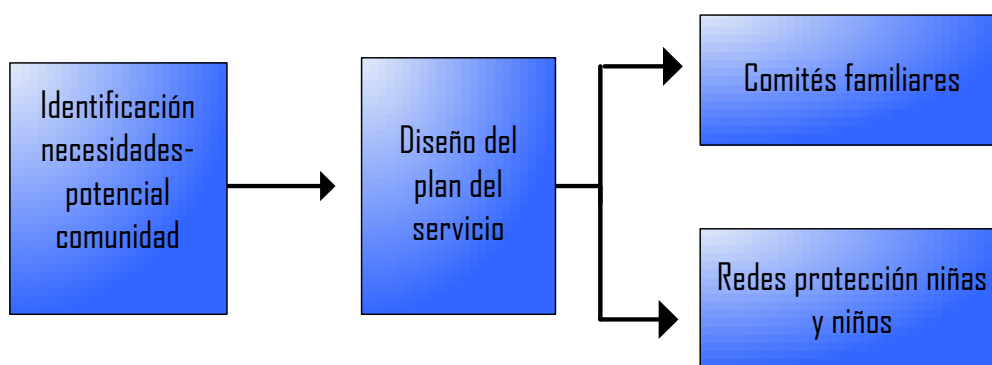 Identificación
necesidades-
potencial
comunidad
Diseño del
plan del
servicio
Comités familiares
Redes protección niñas
y niños